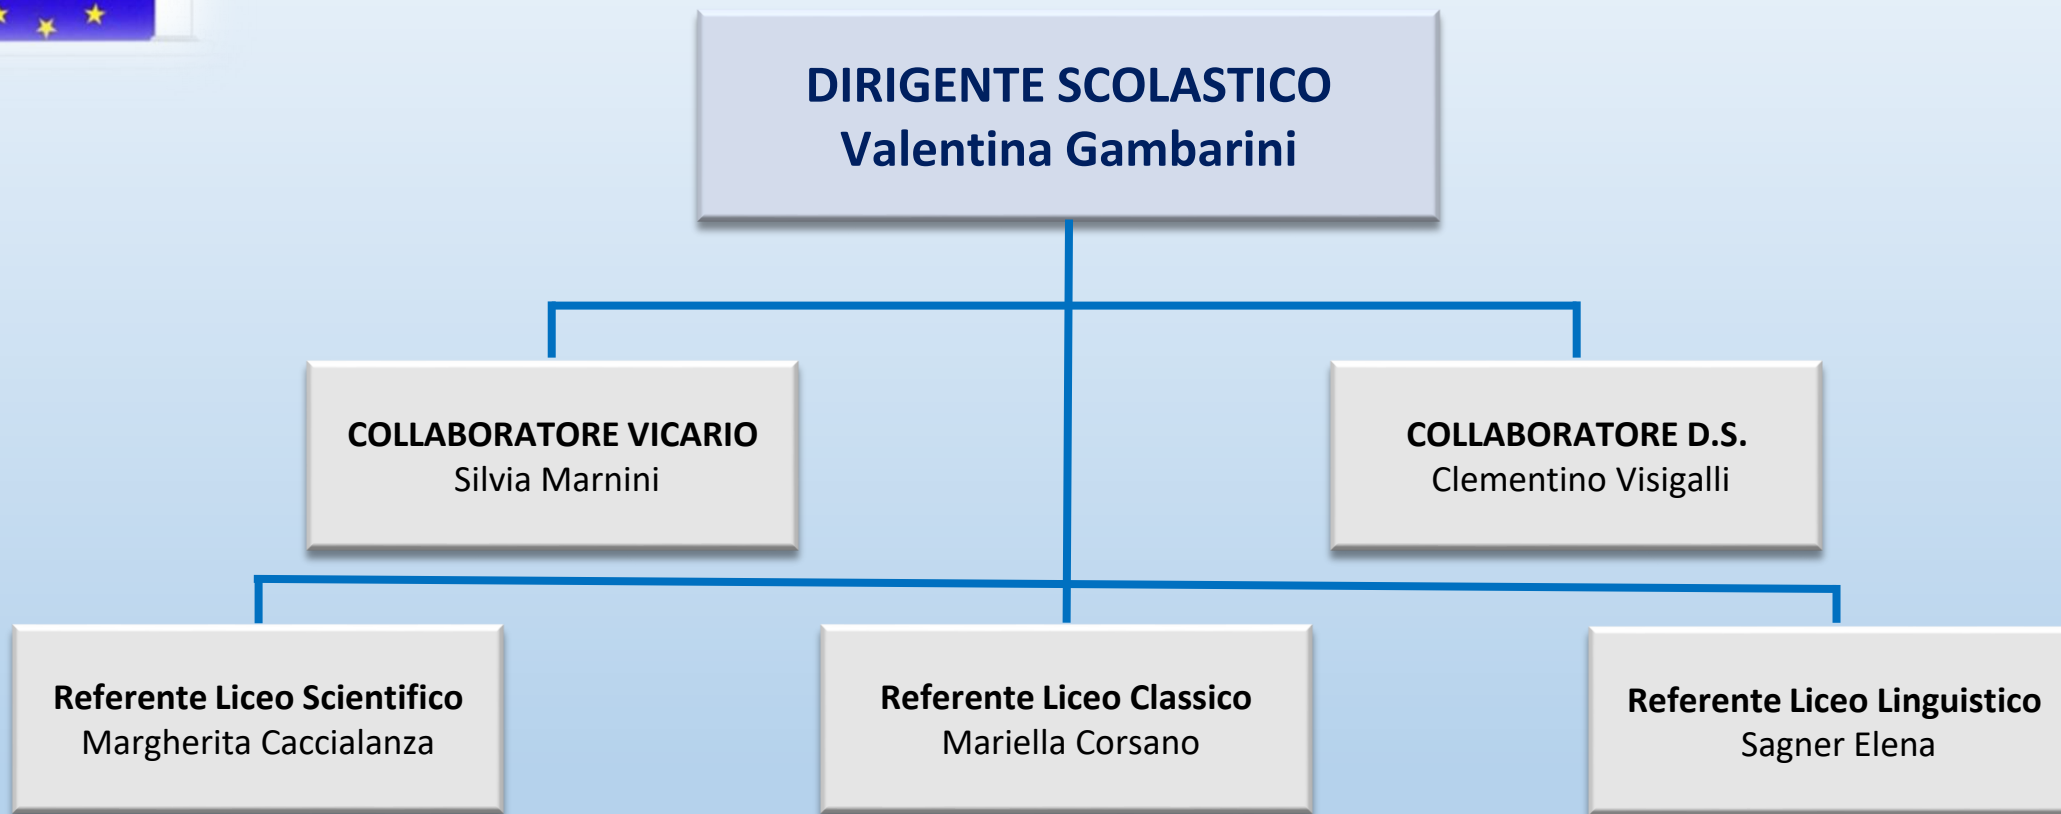 DIRIGENTE SCOLASTICO
Valentina Gambarini
COLLABORATORE VICARIO
Silvia Marnini
COLLABORATORE D.S.
Clementino Visigalli
Referente Liceo Scientifico
Margherita Caccialanza
Referente Liceo Classico
Mariella Corsano
Referente Liceo Linguistico
Sagner Elena